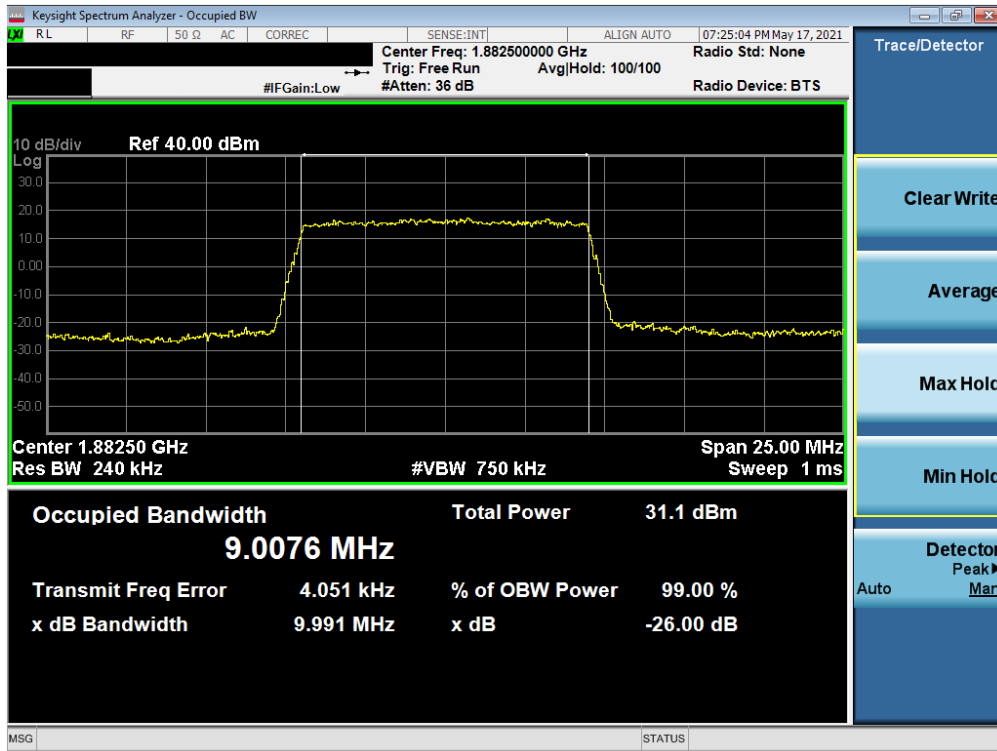 Keysight Spectrum Analyzer - Occupied BW
LXI RL RF 50 Ω AC CORREC SENSE:INT ALIGN AUTO 07:25:04 PM May 17, 2021
Center Freq: 1.882500000 GHz Radio Std: None
Trig: Free Run Avg|Hold: 100/100
#IFGain:Low #Atten: 36 dB Radio Device: BTS
10 dB/div Ref 40.00 dBm
Log
30.0
20.0
10.0
0.00
-10.0
-20.0
-30.0
-40.0
-50.0
Center 1.88250 GHz Span 25.00 MHz
Res BW 240 kHz #VBW 750 kHz Sweep 1 ms
Occupied Bandwidth Total Power 31.1 dBm
9.0076 MHz
Transmit Freq Error 4.051 kHz % of OBW Power 99.00 %
x dB Bandwidth 9.991 MHz x dB -26.00 dB
MSG STATUS
Trace/Detector
Clear Write
Average
Max Hold
Min Hold
Detector
Peak
Auto Man